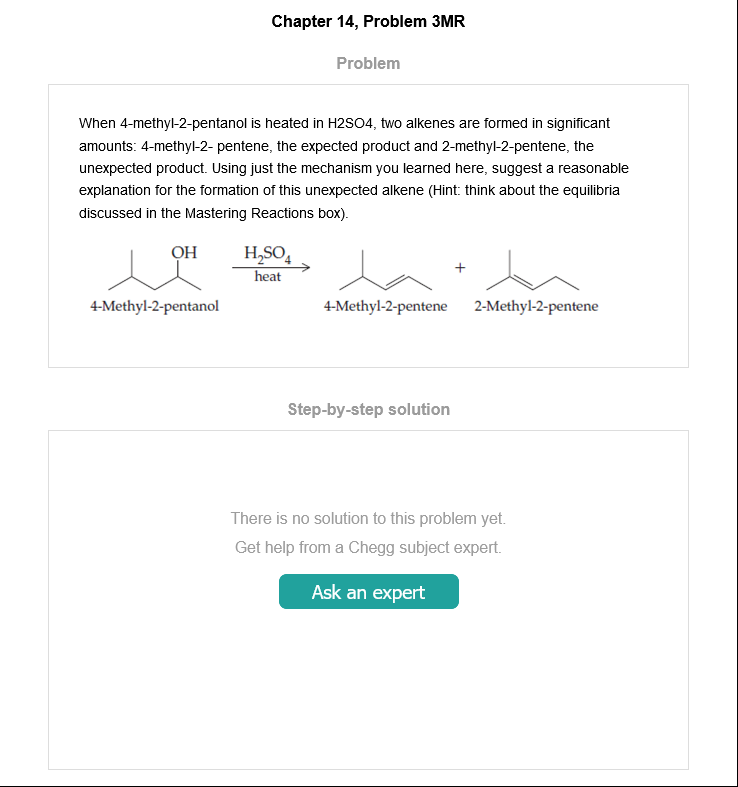 Chapter 14, Problem 3MR
Problem
When 4-methyl-2-pentanol is heated in H2SO4, two alkenes are formed in significant
amounts: 4-methyl-2- pentene, the expected product and 2-methyl-2-pentene, the
unexpected product. Using just the mechanism you learned here, suggest a reasonable
explanation for the formation of this unexpected alkene (Hint: think about the equilibria
discussed in the Mastering Reactions box).
OH H₂SO₄ +
heat
4-Methyl-2-pentanol 4-Methyl-2-pentene 2-Methyl-2-pentene
Step-by-step solution
There is no solution to this problem yet.
Get help from a Chegg subject expert.
Ask an expert